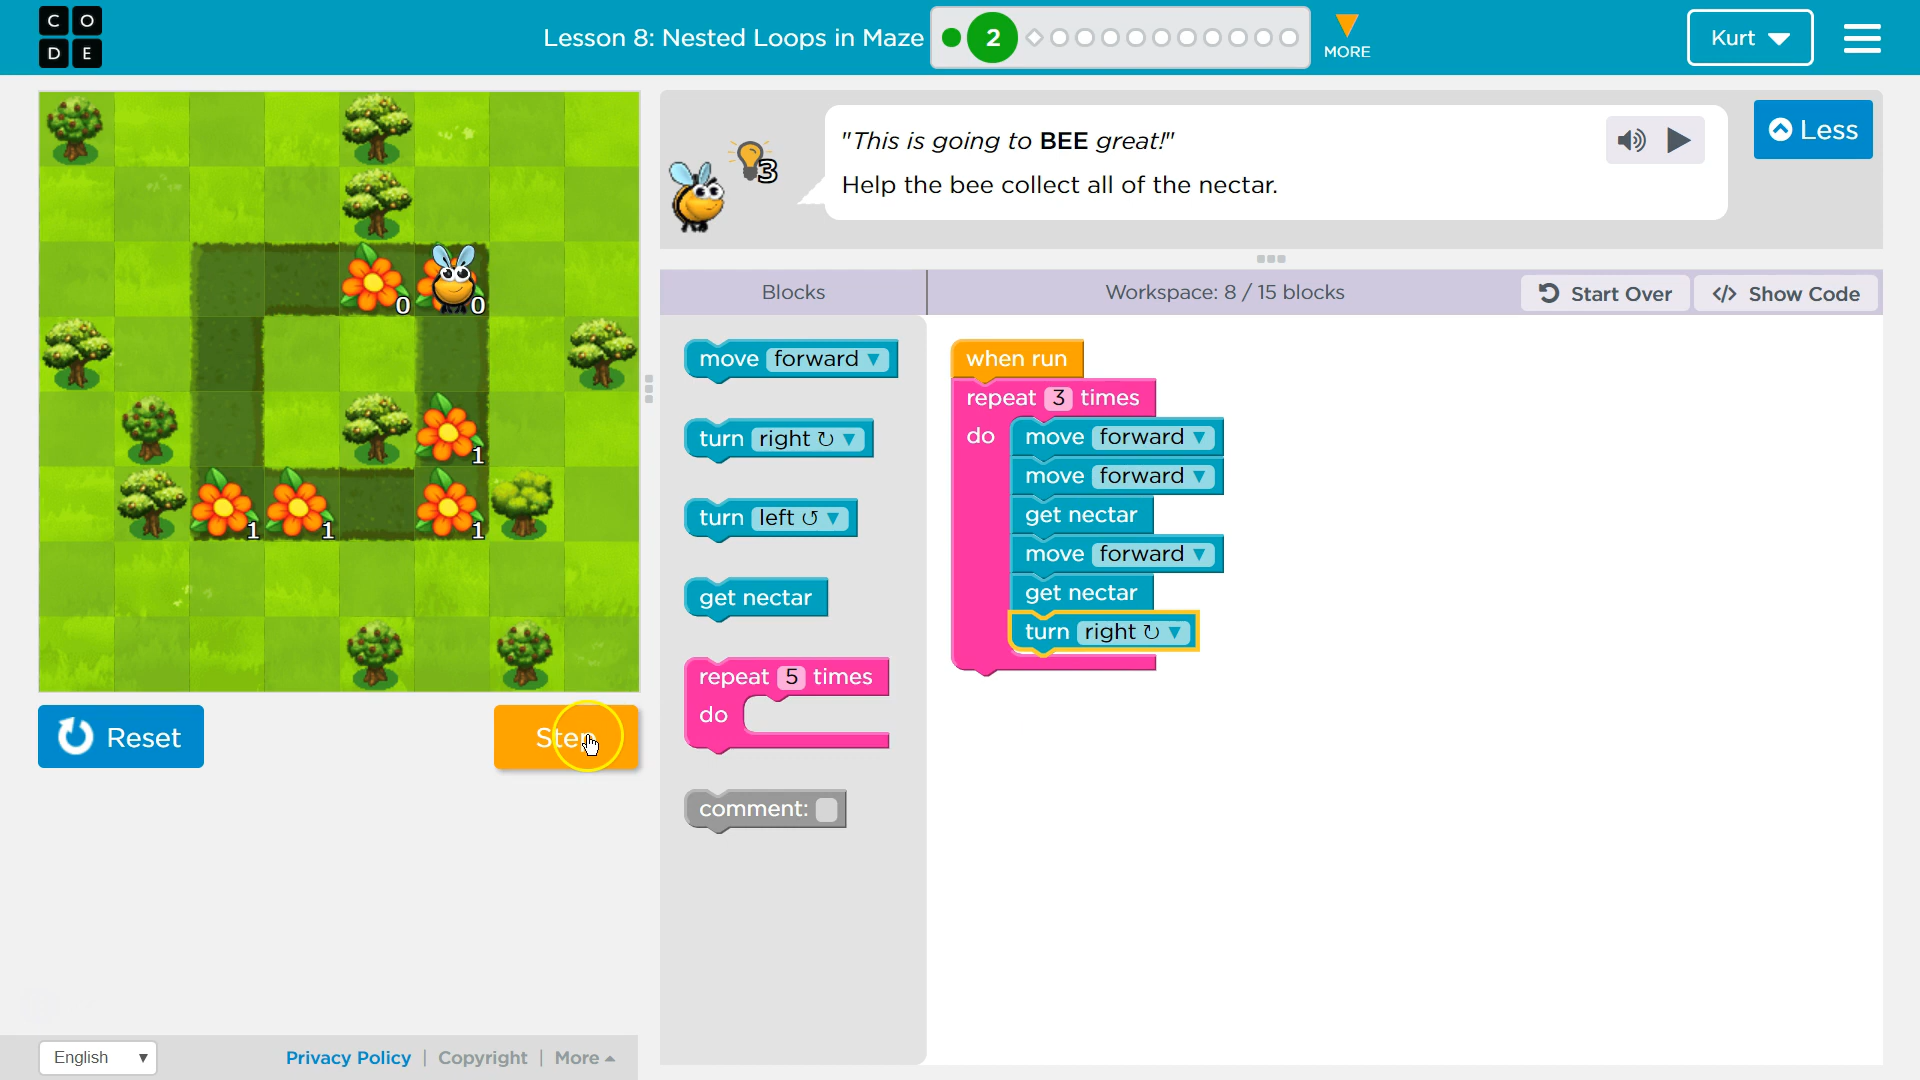 C O
D E
Lesson 8: Nested Loops in Maze
2
MORE
Kurt
3
"This is going to BEE great!"
Help the bee collect all of the nectar.
Less
0
0
1
1
1
1
Reset
Step
Blocks
Workspace: 8 / 15 blocks
Start Over
</> Show Code
move forward ▼
turn right ↻ ▼
turn left ↺ ▼
get nectar
repeat 5 times
do
comment:
when run
repeat 3 times
do
move forward ▼
move forward ▼
get nectar
move forward ▼
get nectar
turn right ↻ ▼
English ▼
Privacy Policy | Copyright | More